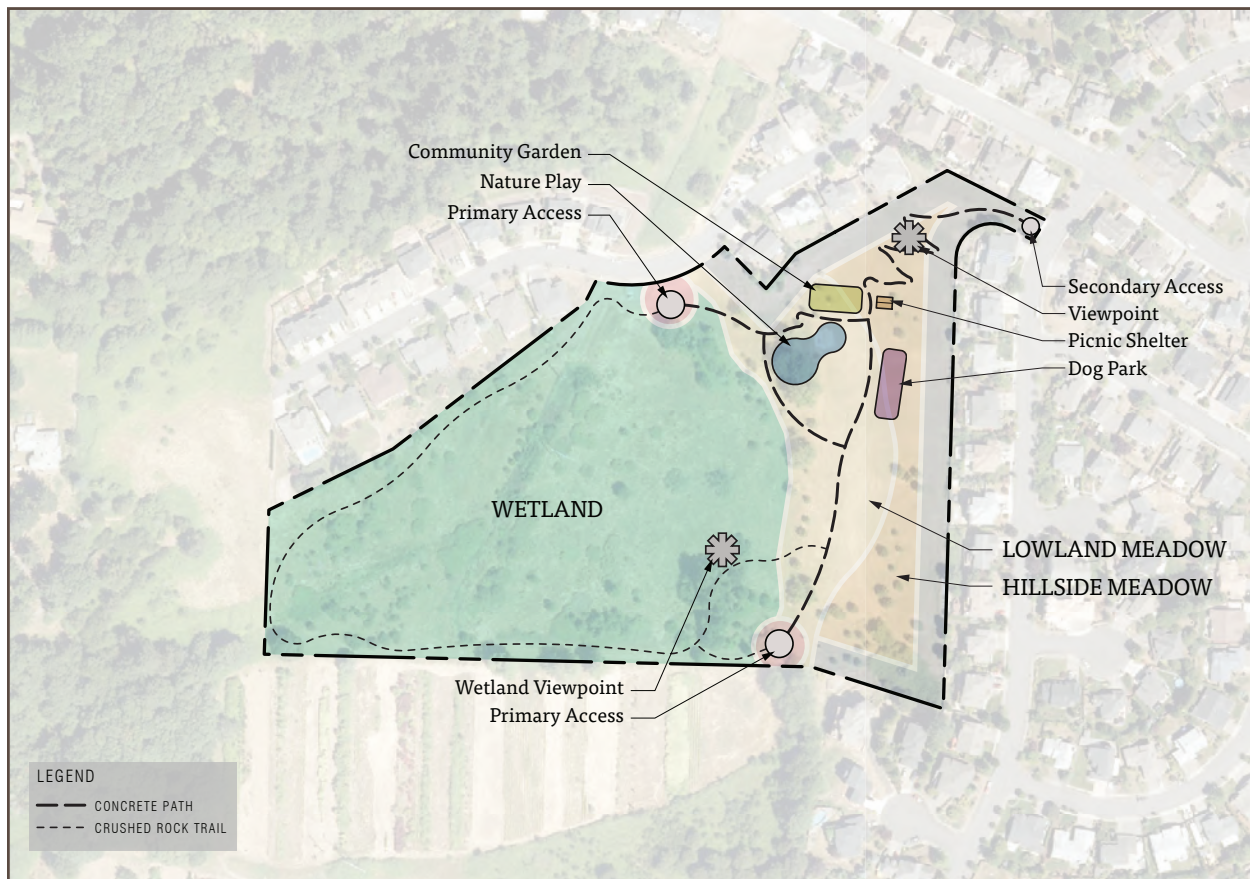 Community Garden
Nature Play
Primary Access
Secondary Access
Viewpoint
Picnic Shelter
Dog Park
WETLAND
LOWLAND MEADOW
HILLSIDE MEADOW
Wetland Viewpoint
Primary Access
LEGEND
CONCRETE PATH
CRUSHED ROCK TRAIL